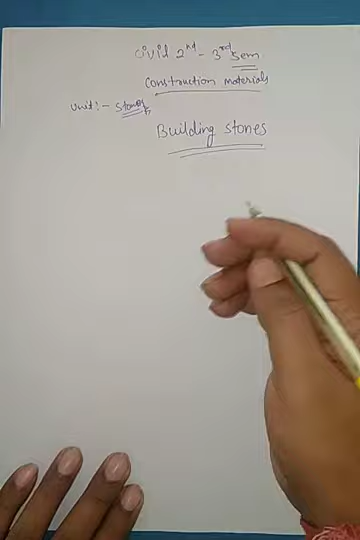 civil 2nd - 3rd sem
construction materials
unit:- stones
Building stones